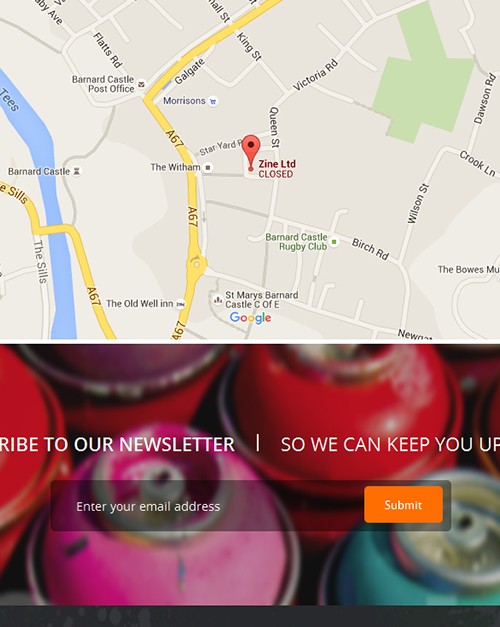 aby Ave
all St
Flatts Rd
King St
Galgate
Victoria Rd
Dawson Rd
Barnard Castle
Post Office
Morrisons
Tees
A67
Queen St
Star Yard
Zine Ltd
CLOSED
The Witham
Crook Ln
Barnard Castle
e Sills
A67
Wilson St
Barnard Castle
Rugby Club
Birch Rd
The Sills
The Bowes Mu
A67
St Marys Barnard
Castle C Of E
The Old Well inn
Google
A67
Newgat
RIBE TO OUR NEWSLETTER | SO WE CAN KEEP YOU UP
Enter your email address
Submit